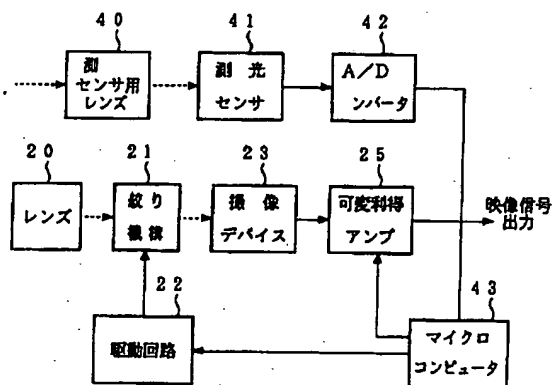 40
41
42
測
センサ用
レンズ
測光
センサ
A/D
ンバータ
20
21
23
25
レンズ
絞り
機構
撮像
デバイス
可変利得
アンプ
映像信号
出力
22
43
駆動回路
マイクロ
コンピュータ